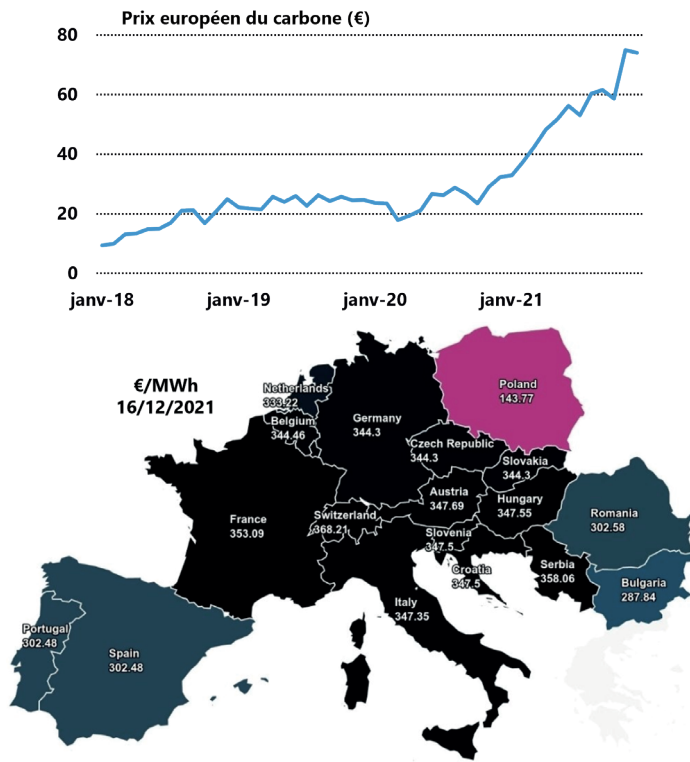 Prix européen du carbone (€)
80
60
40
20
0
janv-18 janv-19 janv-20 janv-21
€/MWh
16/12/2021
Poland
143.77
Netherlands
333.22
Belgium
344.46
Germany
344.3
Czech Republic
344.3
Slovakia
344.3
Austria
347.69
Hungary
347.55
France
353.09
Switzerland
368.21
Slovenia
347.5
Croatia
347.5
Serbia
358.06
Romania
302.58
Bulgaria
287.84
Italy
347.35
Portugal
302.48
Spain
302.48